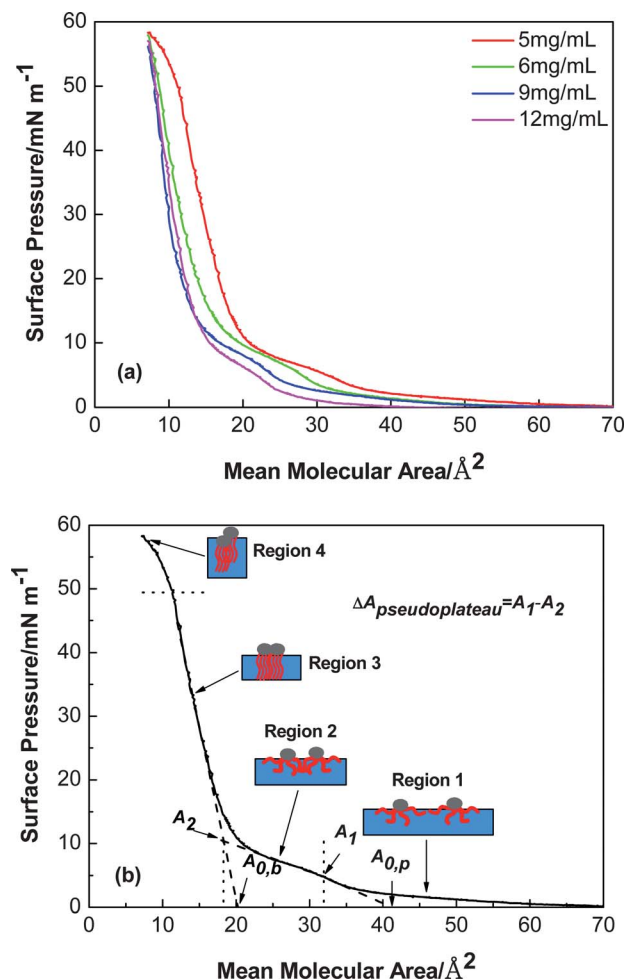 60
50
40
30
20
10
0
Surface Pressure/mN m⁻¹
5mg/mL
6mg/mL
9mg/mL
12mg/mL
(a)
0 10 20 30 40 50 60 70
Mean Molecular Area/Å²
60
50
40
30
20
10
0
Surface Pressure/mN m⁻¹
Region 4
ΔA_pseudoplateau=A₁-A₂
Region 3
Region 2
Region 1
A₂
A₁
A₀,b
A₀,p
(b)
0 10 20 30 40 50 60 70
Mean Molecular Area/Å²